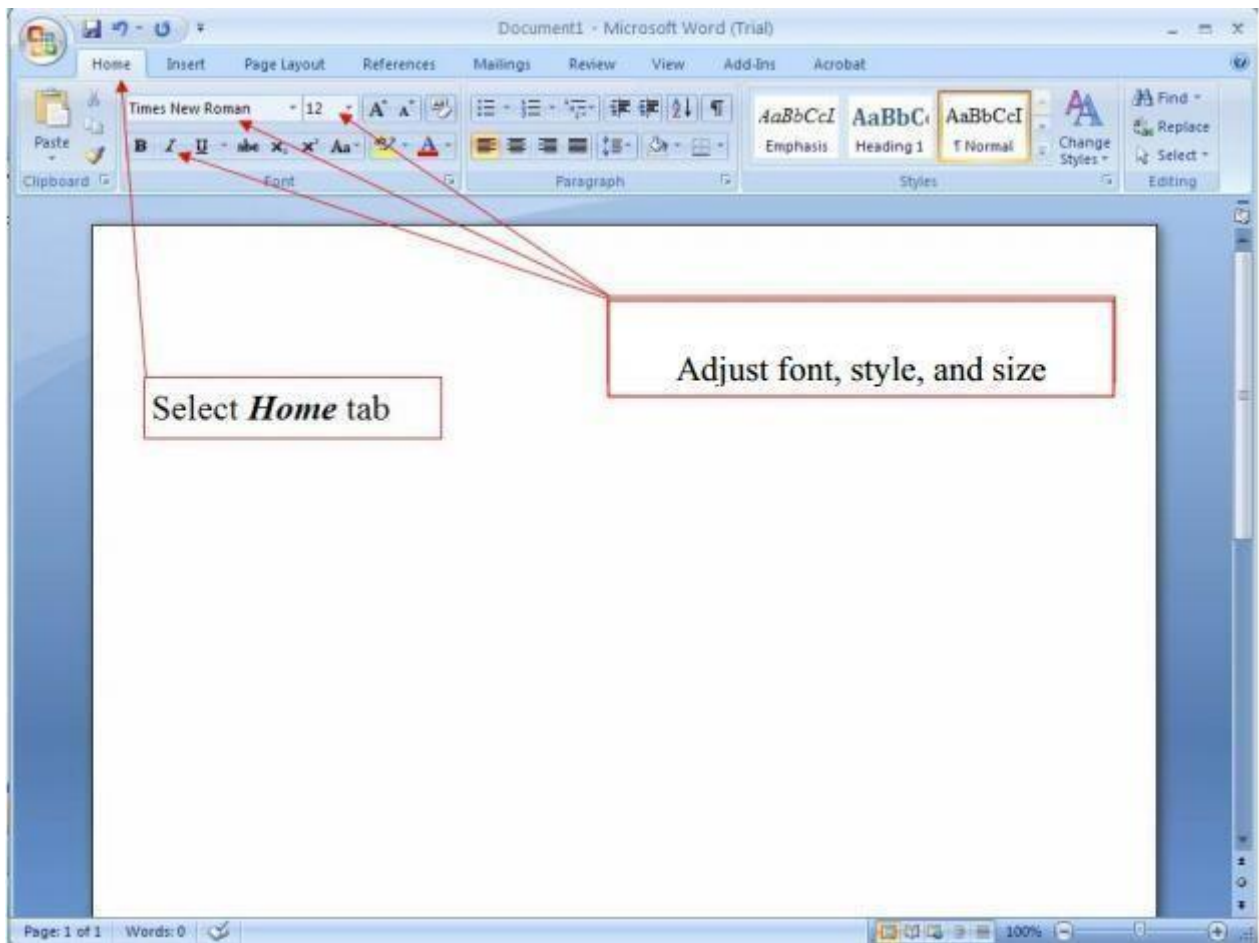 Document1 - Microsoft Word (Trial)
Home Insert Page Layout References Mailings Review View Add-Ins Acrobat
Times New Roman 12 A A AaBbCcI AaBbC AaBbCcI Find
Paste B I U abc x x Aa A Emphasis Heading 1 ¶ Normal Change Styles Replace
Select
Clipboard Font Paragraph Styles Editing
Adjust font, style, and size
Select Home tab
Page: 1 of 1 Words: 0 100%